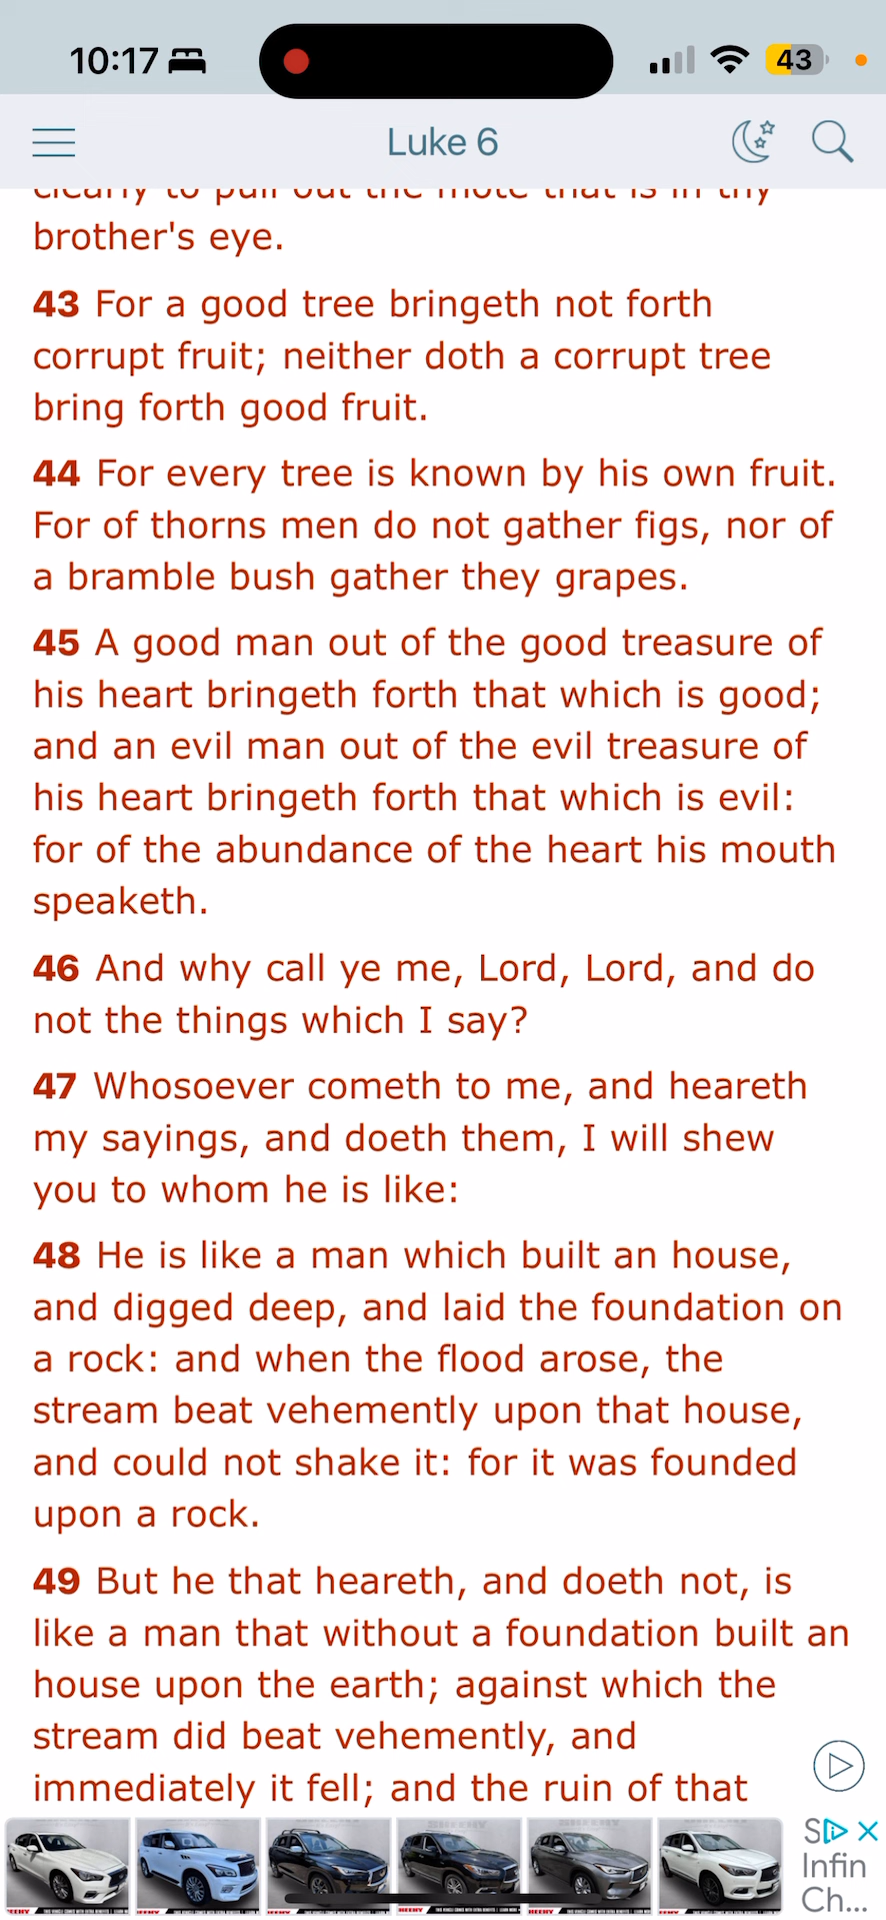 10:17
43
Luke 6
clearly to pull out the mote that is in thy
brother's eye.
43 For a good tree bringeth not forth
corrupt fruit; neither doth a corrupt tree
bring forth good fruit.
44 For every tree is known by his own fruit.
For of thorns men do not gather figs, nor of
a bramble bush gather they grapes.
45 A good man out of the good treasure of
his heart bringeth forth that which is good;
and an evil man out of the evil treasure of
his heart bringeth forth that which is evil:
for of the abundance of the heart his mouth
speaketh.
46 And why call ye me, Lord, Lord, and do
not the things which I say?
47 Whosoever cometh to me, and heareth
my sayings, and doeth them, I will shew
you to whom he is like:
48 He is like a man which built an house,
and digged deep, and laid the foundation on
a rock: and when the flood arose, the
stream beat vehemently upon that house,
and could not shake it: for it was founded
upon a rock.
49 But he that heareth, and doeth not, is
like a man that without a foundation built an
house upon the earth; against which the
stream did beat vehemently, and
immediately it fell; and the ruin of that
Infin
Ch...